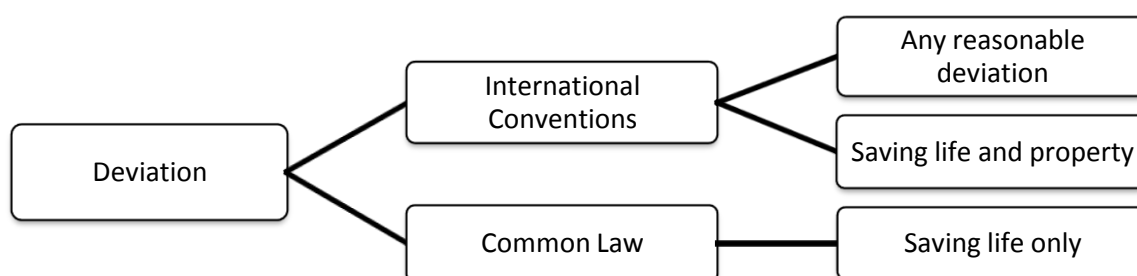 Deviation
International
Conventions
Common Law
Any reasonable
deviation
Saving life and property
Saving life only